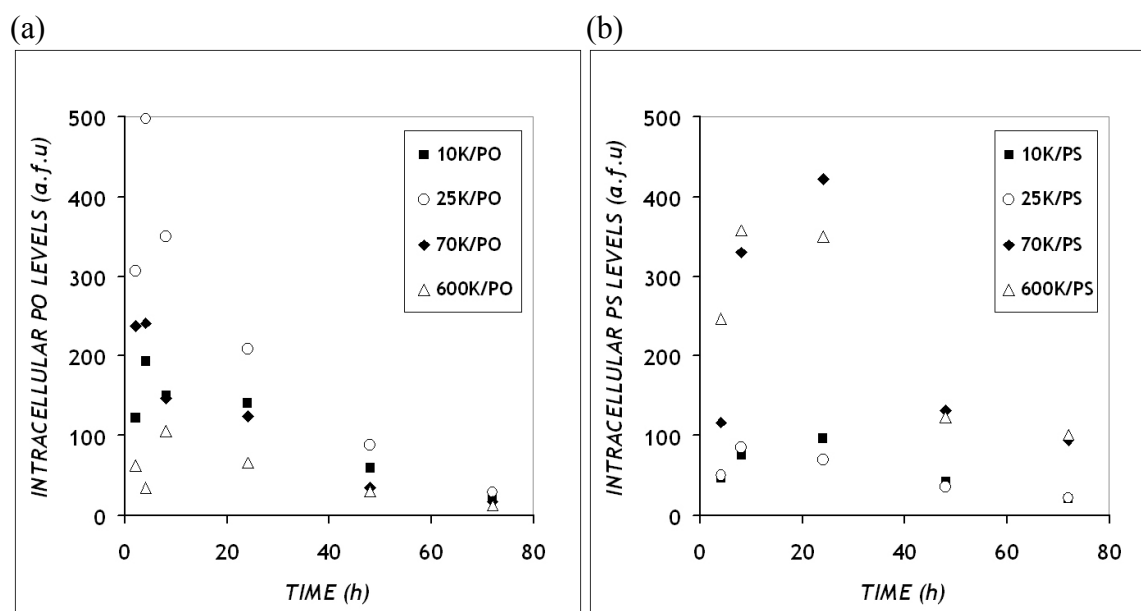 (a)
INTRACELLULAR PO LEVELS (a.f.u)
500
400
300
200
100
0
0 20 40 60 80
TIME (h)
10K/PO
25K/PO
70K/PO
600K/PO
(b)
INTRACELLULAR PS LEVELS (a.f.u)
500
400
300
200
100
0
0 20 40 60 80
TIME (h)
10K/PS
25K/PS
70K/PS
600K/PS